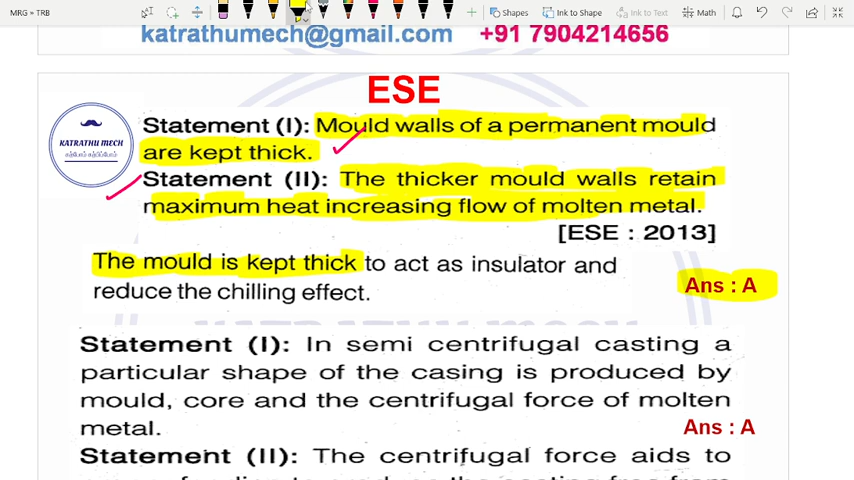 MRG » TRB
Shapes
Ink to Shape
Ink to Text
Math
katrathumech@gmail.com +91 7904214656
ESE
KATRATHU MECH
Statement (I): Mould walls of a permanent mould
are kept thick.
Statement (II): The thicker mould walls retain
maximum heat increasing flow of molten metal.
[ESE : 2013]
The mould is kept thick to act as insulator and
reduce the chilling effect.
Ans : A
KATRATHU MECH
Statement (I): In semi centrifugal casting a
particular shape of the casing is produced by
mould, core and the centrifugal force of molten
metal.
Ans : A
Statement (II): The centrifugal force aids to